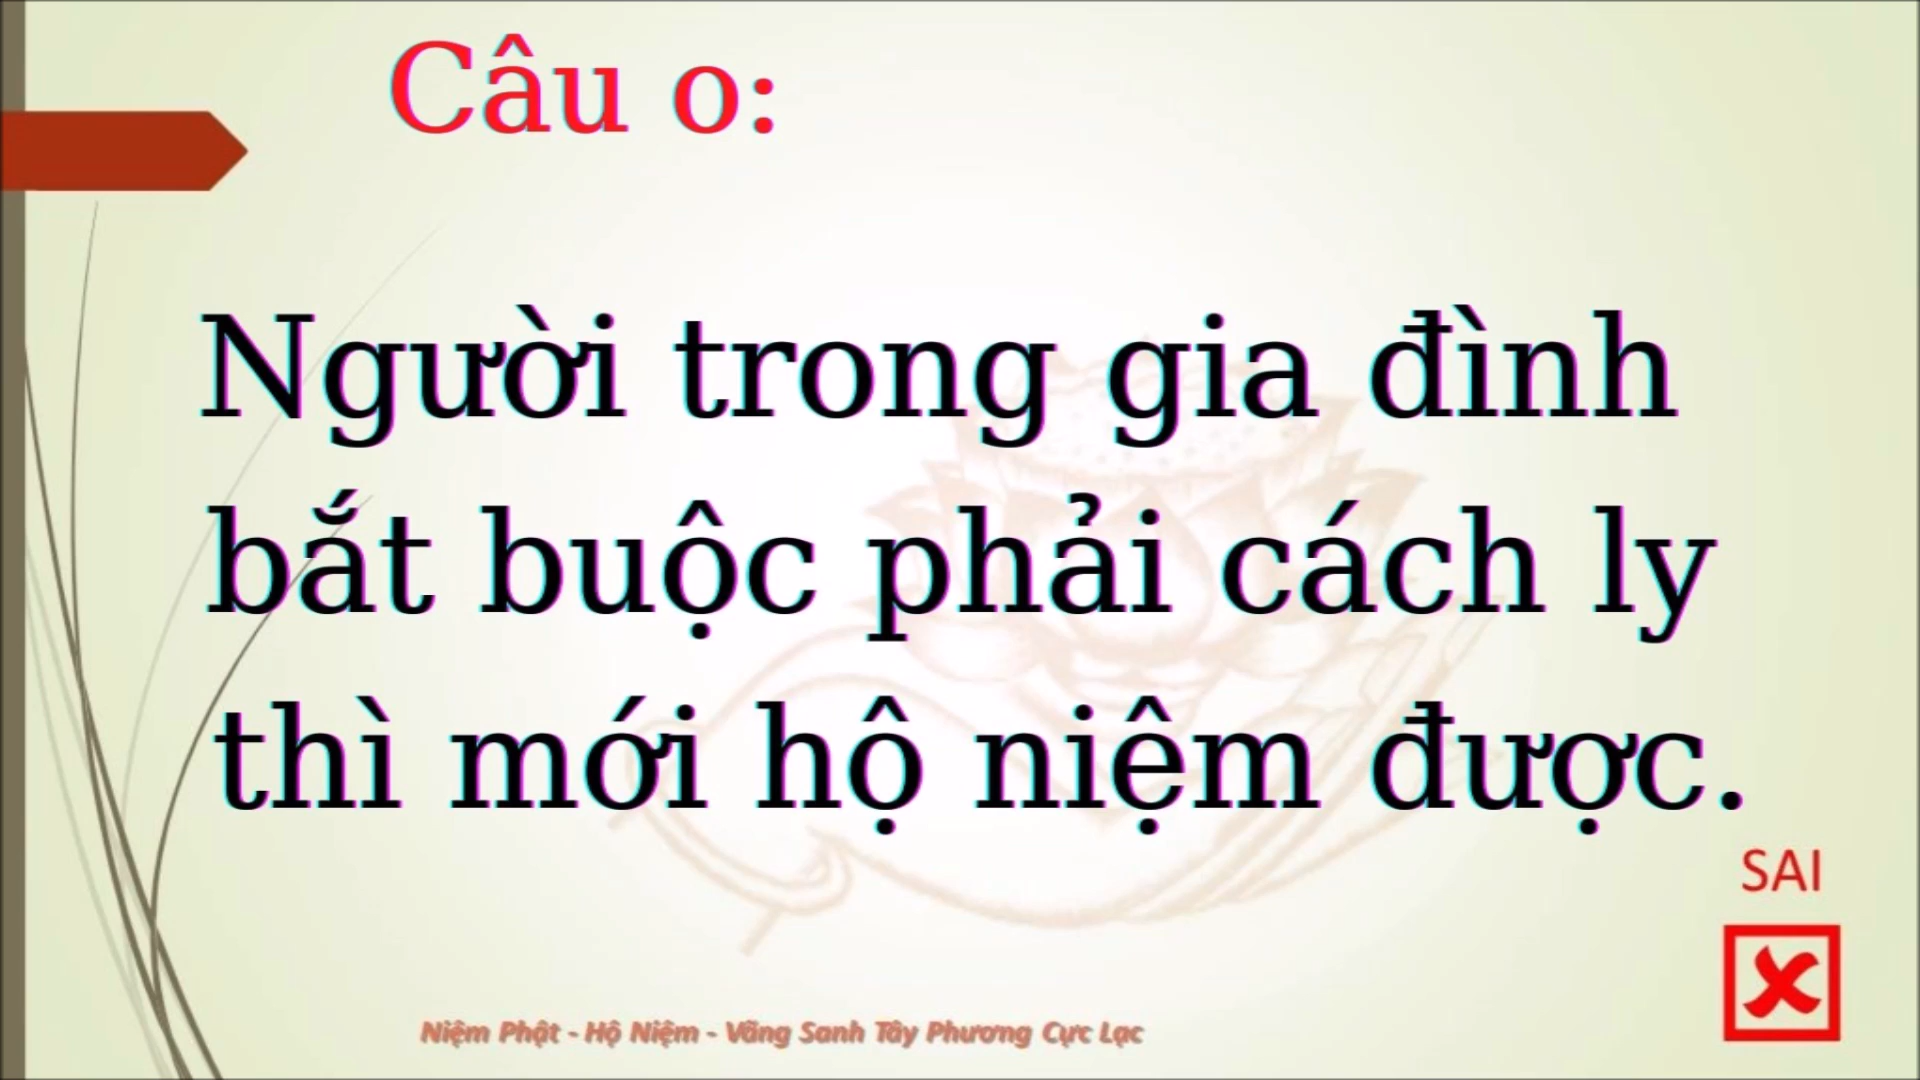 Câu o:
Người trong gia đình
bắt buộc phải cách ly
thì mới hộ niệm được.
SAI
Niệm Phật - Hộ Niệm - Vãng Sanh Tây Phương Cực Lạc